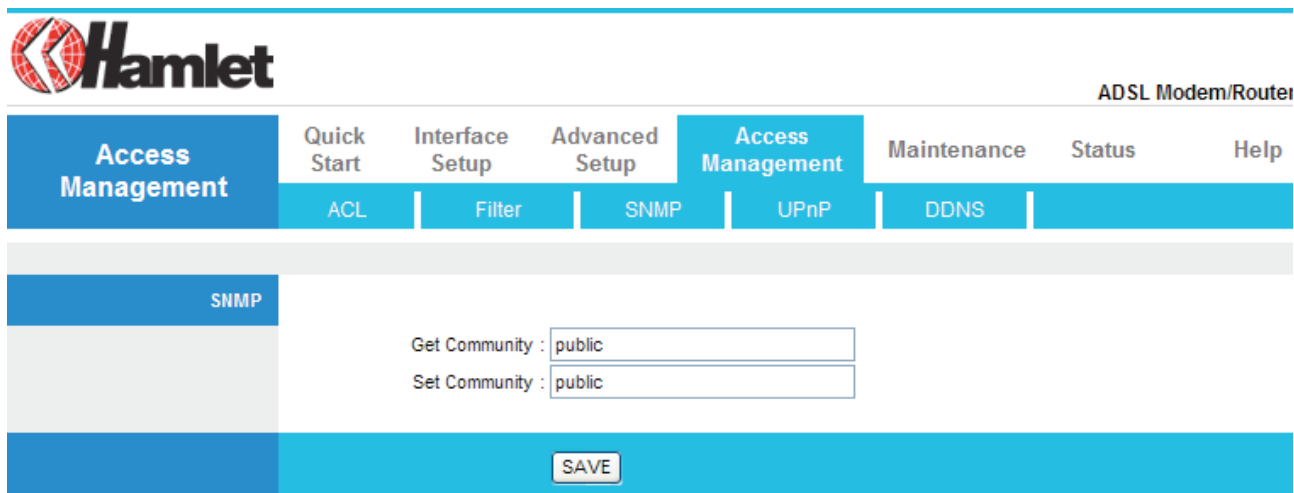 Hamlet
ADSL Modem/Router
Access Management
Quick Start
Interface Setup
Advanced Setup
Access Management
Maintenance
Status
Help
ACL
Filter
SNMP
UPnP
DDNS
SNMP
Get Community : public
Set Community : public
SAVE